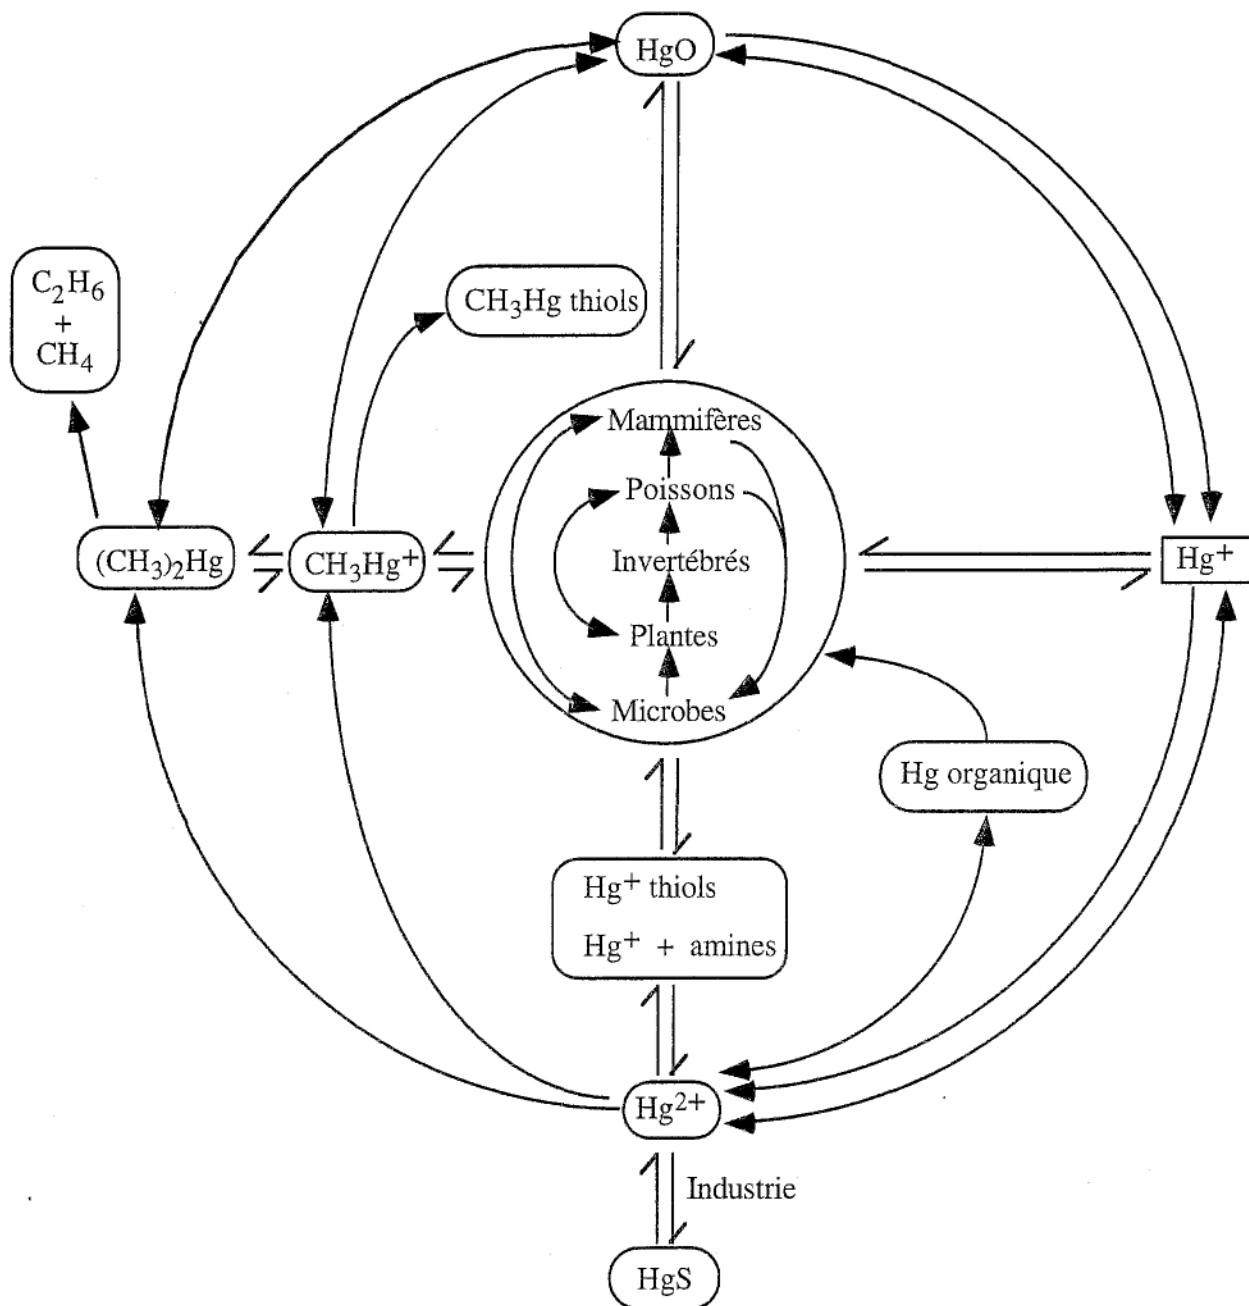 HgO
C₂H₆
+
CH₄
CH₃Hg thiols
Mammifères
Poissons
(CH₃)₂Hg
CH₃Hg⁺
Invertébrés
Hg⁺
Plantes
Microbes
Hg organique
Hg⁺ thiols
Hg⁺ + amines
Hg²⁺
Industrie
HgS